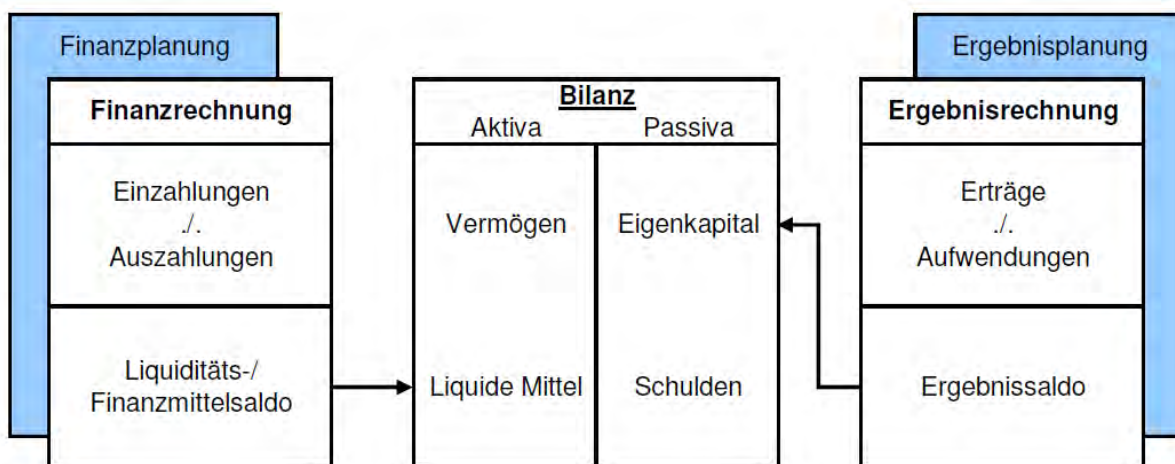 Finanzplanung
Finanzrechnung
Einzahlungen
./.
Auszahlungen
Liquiditäts-/
Finanzmittelsaldo
Bilanz
Aktiva Passiva
Vermögen Eigenkapital
Liquide Mittel Schulden
Ergebnisplanung
Ergebnisrechnung
Erträge
./.
Aufwendungen
Ergebnissaldo